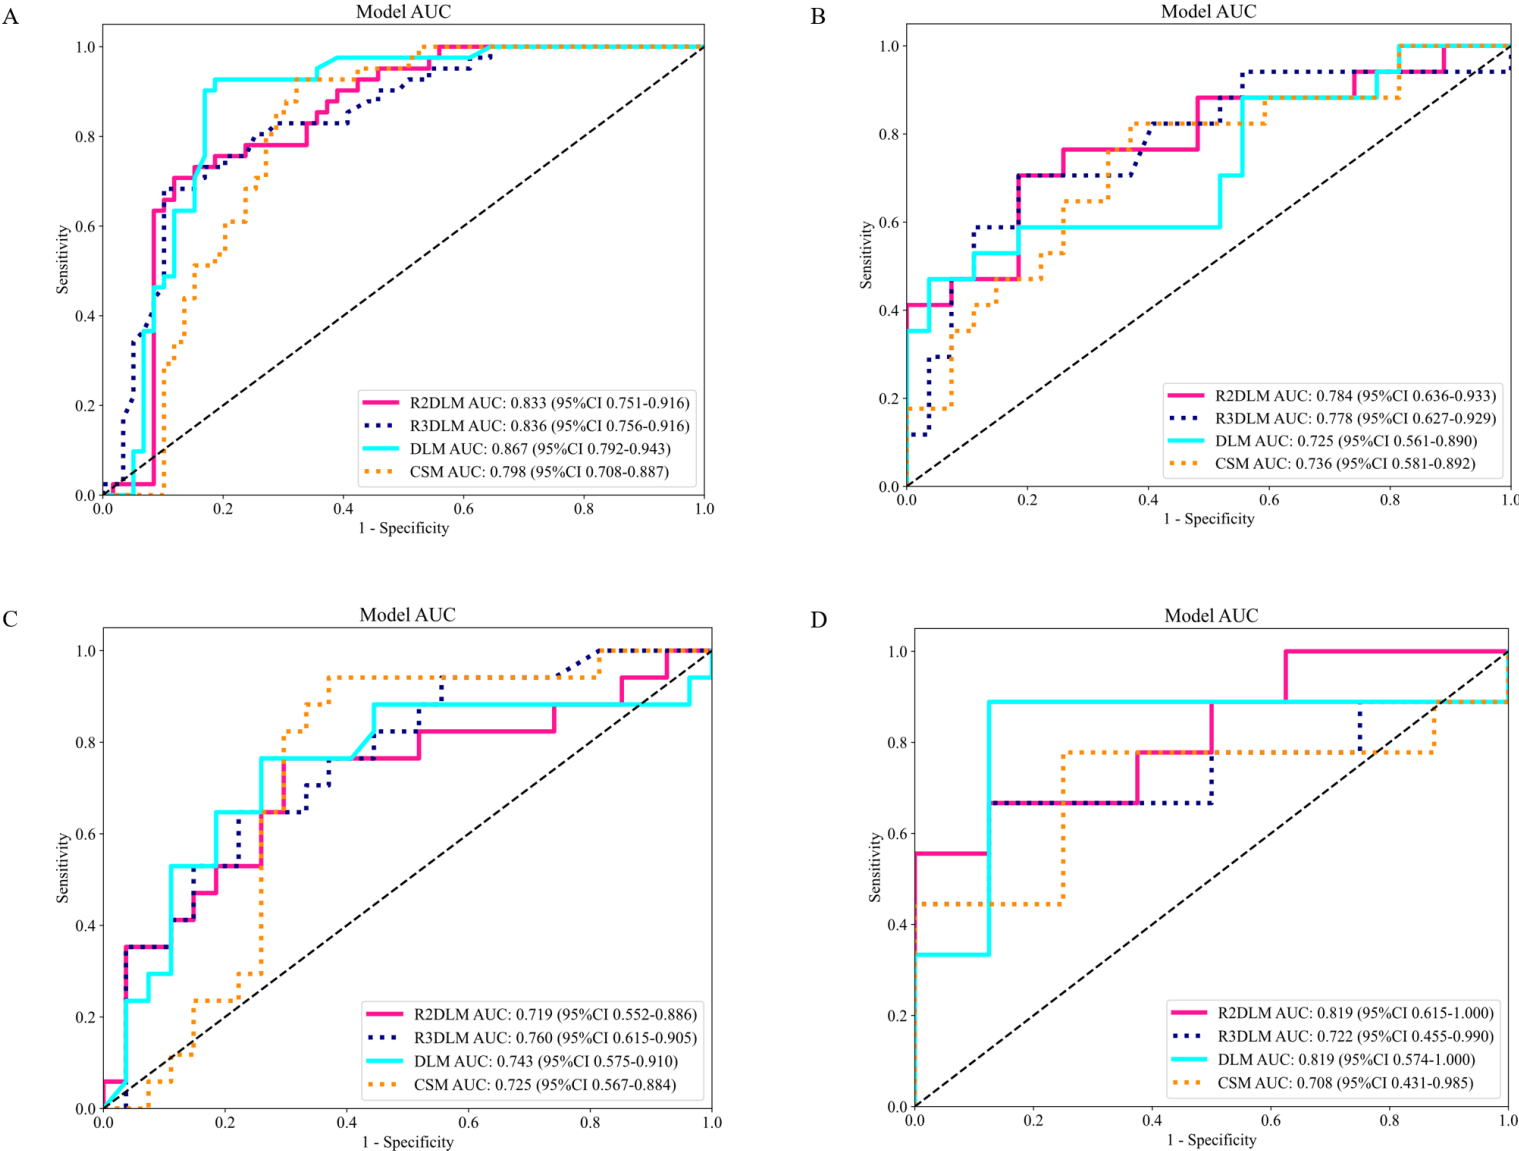 A
Model AUC
1.0
0.8
0.6
0.4
0.2
0.0
Sensitivity
R2DLM AUC: 0.833 (95%CI 0.751-0.916)
R3DLM AUC: 0.836 (95%CI 0.756-0.916)
DLM AUC: 0.867 (95%CI 0.792-0.943)
CSM AUC: 0.798 (95%CI 0.708-0.887)
0.0 0.2 0.4 0.6 0.8 1.0
1 - Specificity
B
Model AUC
1.0
0.8
0.6
0.4
0.2
0.0
Sensitivity
R2DLM AUC: 0.784 (95%CI 0.636-0.933)
R3DLM AUC: 0.778 (95%CI 0.627-0.929)
DLM AUC: 0.725 (95%CI 0.561-0.890)
CSM AUC: 0.736 (95%CI 0.581-0.892)
0.0 0.2 0.4 0.6 0.8 1.0
1 - Specificity
C
Model AUC
1.0
0.8
0.6
0.4
0.2
0.0
Sensitivity
R2DLM AUC: 0.719 (95%CI 0.552-0.886)
R3DLM AUC: 0.760 (95%CI 0.615-0.905)
DLM AUC: 0.743 (95%CI 0.575-0.910)
CSM AUC: 0.725 (95%CI 0.567-0.884)
0.0 0.2 0.4 0.6 0.8 1.0
1 - Specificity
D
Model AUC
1.0
0.8
0.6
0.4
0.2
0.0
Sensitivity
R2DLM AUC: 0.819 (95%CI 0.615-1.000)
R3DLM AUC: 0.722 (95%CI 0.455-0.990)
DLM AUC: 0.819 (95%CI 0.574-1.000)
CSM AUC: 0.708 (95%CI 0.431-0.985)
0.0 0.2 0.4 0.6 0.8 1.0
1 - Specificity